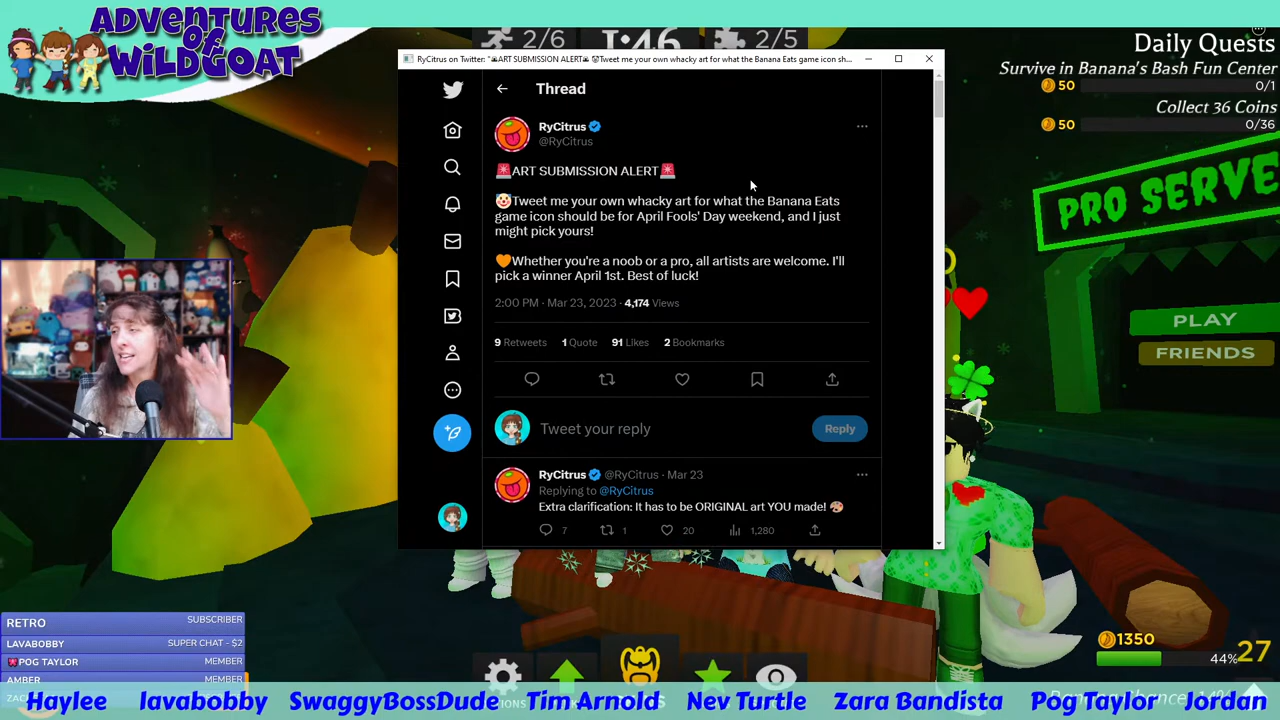 ADVENTURES
OF
WILDGOAT
2/6
1:46
2/5
Daily Quests
Survive in Banana's Bash Fun Center
50
0/1
Collect 36 Coins
50
0/36
RyCitrus on Twitter: "🚨ART SUBMISSION ALERT🚨 🤡Tweet me your own whacky art for what the Banana Eats game icon sh...
Thread
RyCitrus
@RyCitrus
🚨ART SUBMISSION ALERT🚨
🤡Tweet me your own whacky art for what the Banana Eats
game icon should be for April Fools' Day weekend, and I just
might pick yours!
🧡Whether you're a noob or a pro, all artists are welcome. I'll
pick a winner April 1st. Best of luck!
2:00 PM · Mar 23, 2023 · 4,174 Views
9 Retweets 1 Quote 91 Likes 2 Bookmarks
Tweet your reply
Reply
RyCitrus @RyCitrus · Mar 23
Replying to @RyCitrus
Extra clarification: It has to be ORIGINAL art YOU made! 🎨
7 1 20 1,280
PRO SERVE
PLAY
FRIENDS
RETRO SUBSCRIBER
LAVABOBBY SUPER CHAT - $2
🚨POG TAYLOR MEMBER
AMBER MEMBER
1350
44% 27
Haylee lavabobby SwaggyBossDude Tim Arnold Nev Turtle Zara Bandista Pog Taylor Jordan